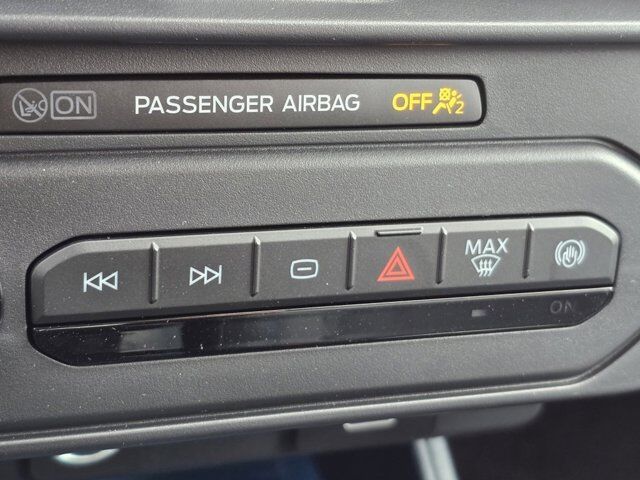 ON PASSENGER AIRBAG OFF 2
MAX
ON